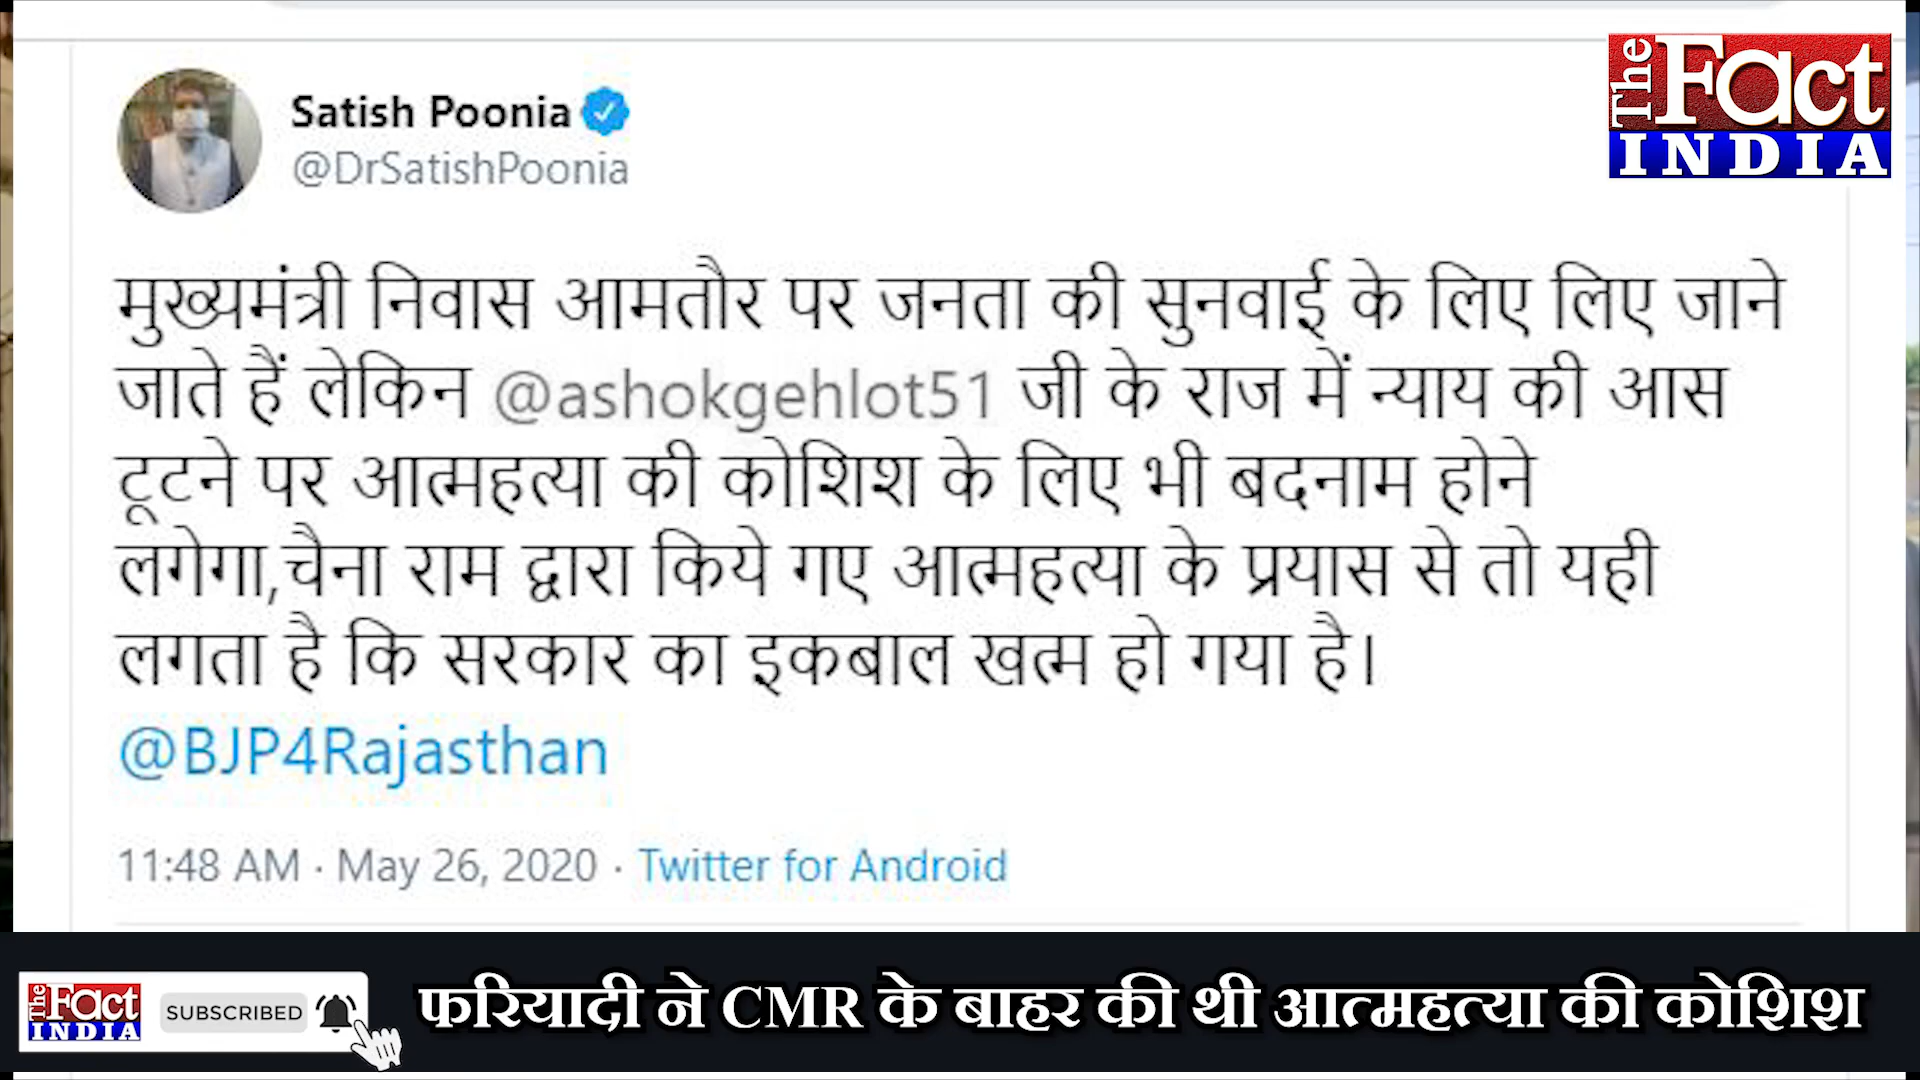 The Fact
INDIA
Satish Poonia
@DrSatishPoonia
मुख्यमंत्री निवास आमतौर पर जनता की सुनवाई के लिए लिए जाने
जाते हैं लेकिन @ashokgehlot51 जी के राज में न्याय की आस
टूटने पर आत्महत्या की कोशिश के लिए भी बदनाम होने
लगेगा,चैना राम द्वारा किये गए आत्महत्या के प्रयास से तो यही
लगता है कि सरकार का इकबाल खत्म हो गया है।
@BJP4Rajasthan
11:48 AM · May 26, 2020 · Twitter for Android
The Fact
INDIA
SUBSCRIBED
फरियादी ने CMR के बाहर की थी आत्महत्या की कोशिश